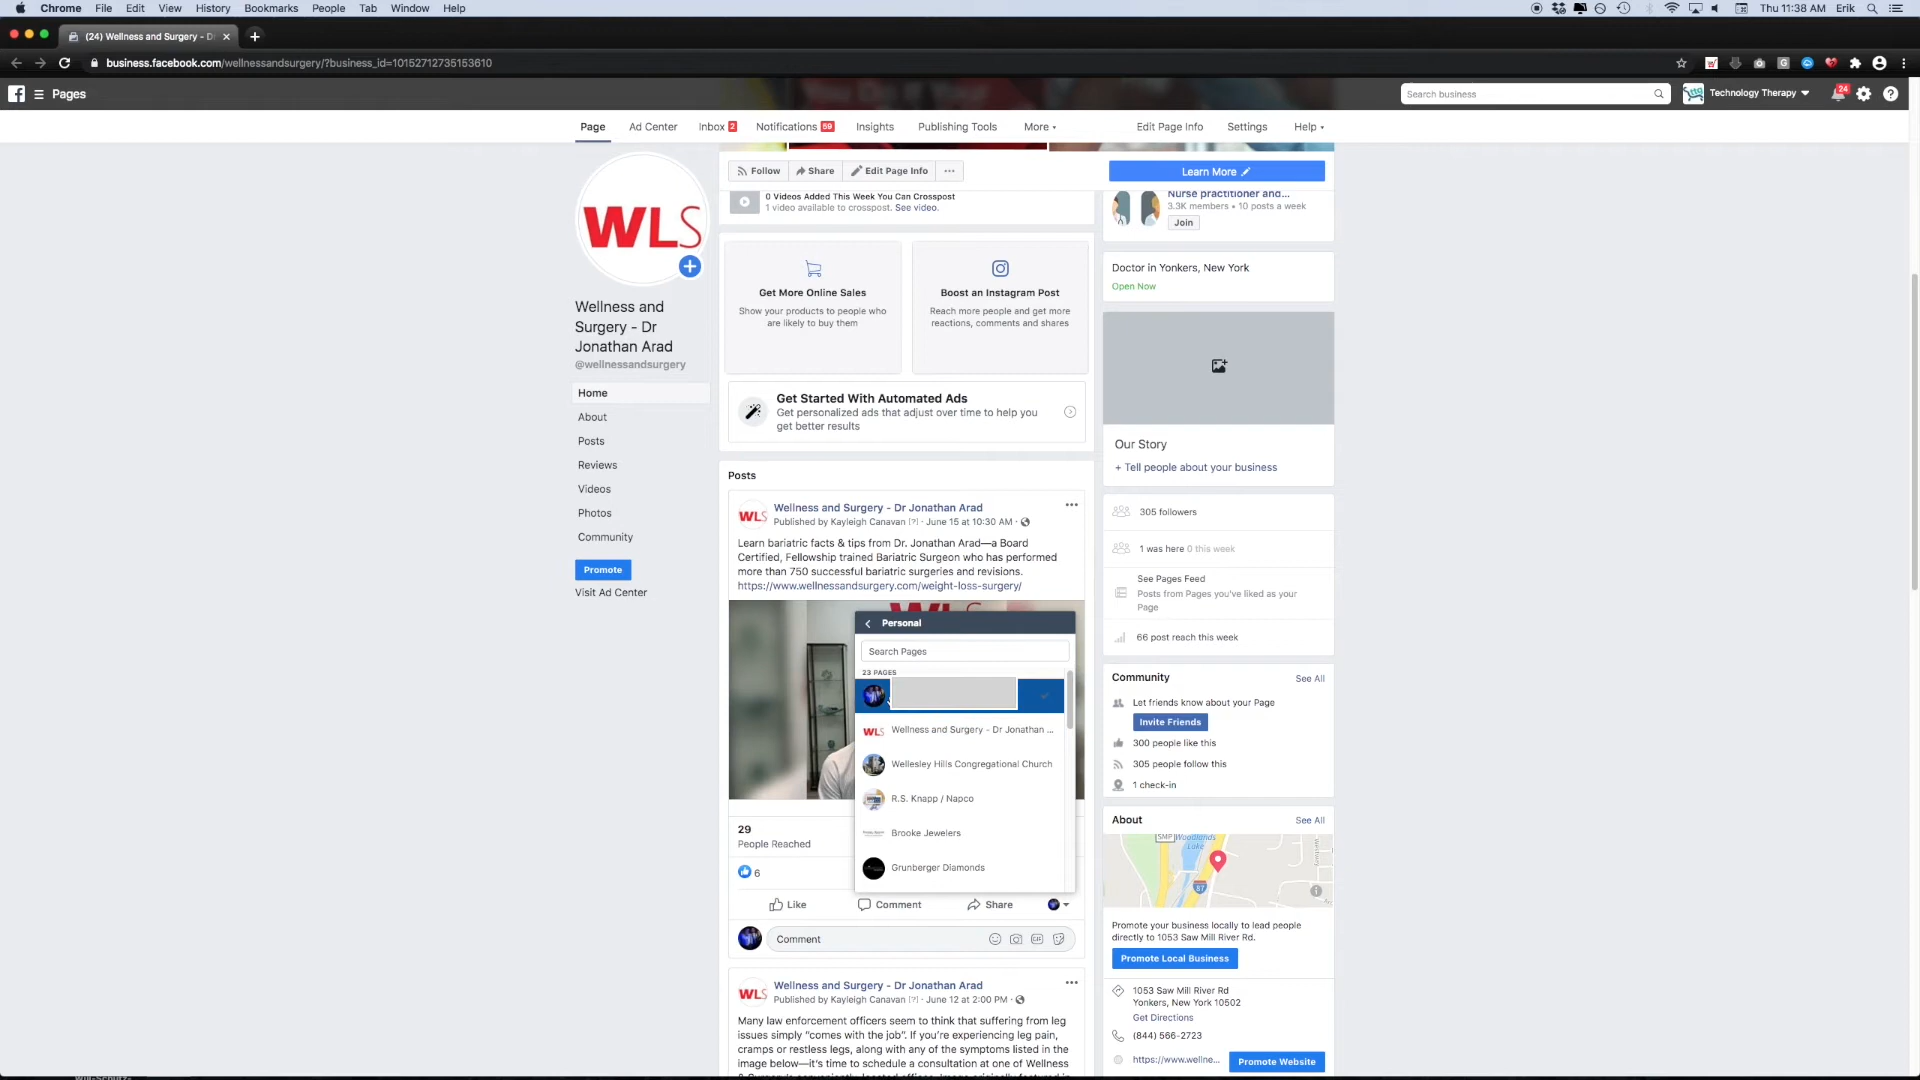 Chrome File Edit View History Bookmarks People Tab Window Help
Thu 11:38 AM Erik
(24) Wellness and Surgery - D
business.facebook.com/wellnessandsurgery/?business_id=10152712735153610
Pages
Search business
Technology Therapy
24
Page Ad Center Inbox 2 Notifications 69 Insights Publishing Tools More
Edit Page Info Settings Help
Follow Share Edit Page Info ...
Learn More
WLS
Wellness and
Surgery - Dr
Jonathan Arad
@wellnessandsurgery
Home
About
Posts
Reviews
Videos
Photos
Community
Promote
Visit Ad Center
0 Videos Added This Week You Can Crosspost
1 video available to crosspost. See video.
Get More Online Sales
Show your products to people who
are likely to buy them
Boost an Instagram Post
Reach more people and get more
reactions, comments and shares
Get Started With Automated Ads
Get personalized ads that adjust over time to help you
get better results
Posts
WLS
Wellness and Surgery - Dr Jonathan Arad
Published by Kayleigh Canavan [?] · June 15 at 10:30 AM ·
Learn bariatric facts & tips from Dr. Jonathan Arad—a Board
Certified, Fellowship trained Bariatric Surgeon who has performed
more than 750 successful bariatric surgeries and revisions.
https://www.wellnessandsurgery.com/weight-loss-surgery/
Personal
Search Pages
23 PAGES
WLS
Wellness and Surgery - Dr Jonathan ...
Wellesley Hills Congregational Church
R.S. Knapp / Napco
Brooke Jewelers
Grunberger Diamonds
29
People Reached
6
Like Comment Share
Comment
GIF
WLS
Wellness and Surgery - Dr Jonathan Arad
Published by Kayleigh Canavan [?] · June 12 at 2:00 PM ·
Many law enforcement officers seem to think that suffering from leg
issues simply "comes with the job". If you're experiencing leg pain,
cramps or restless legs, along with any of the symptoms listed in the
image below—it's time to schedule a consultation at one of Wellness
Nurse practitioner and...
3.3K members • 10 posts a week
Join
Doctor in Yonkers, New York
Open Now
Our Story
+ Tell people about your business
305 followers
1 was here 0 this week
See Pages Feed
Posts from Pages you've liked as your
Page
66 post reach this week
Community See All
Let friends know about your Page
Invite Friends
300 people like this
305 people follow this
1 check-in
About See All
SMP
Woodlands
Lake
87
Promote your business locally to lead people
directly to 1053 Saw Mill River Rd.
Promote Local Business
1053 Saw Mill River Rd
Yonkers, New York 10502
Get Directions
(844) 566-2723
https://www.wellne...
Promote Website